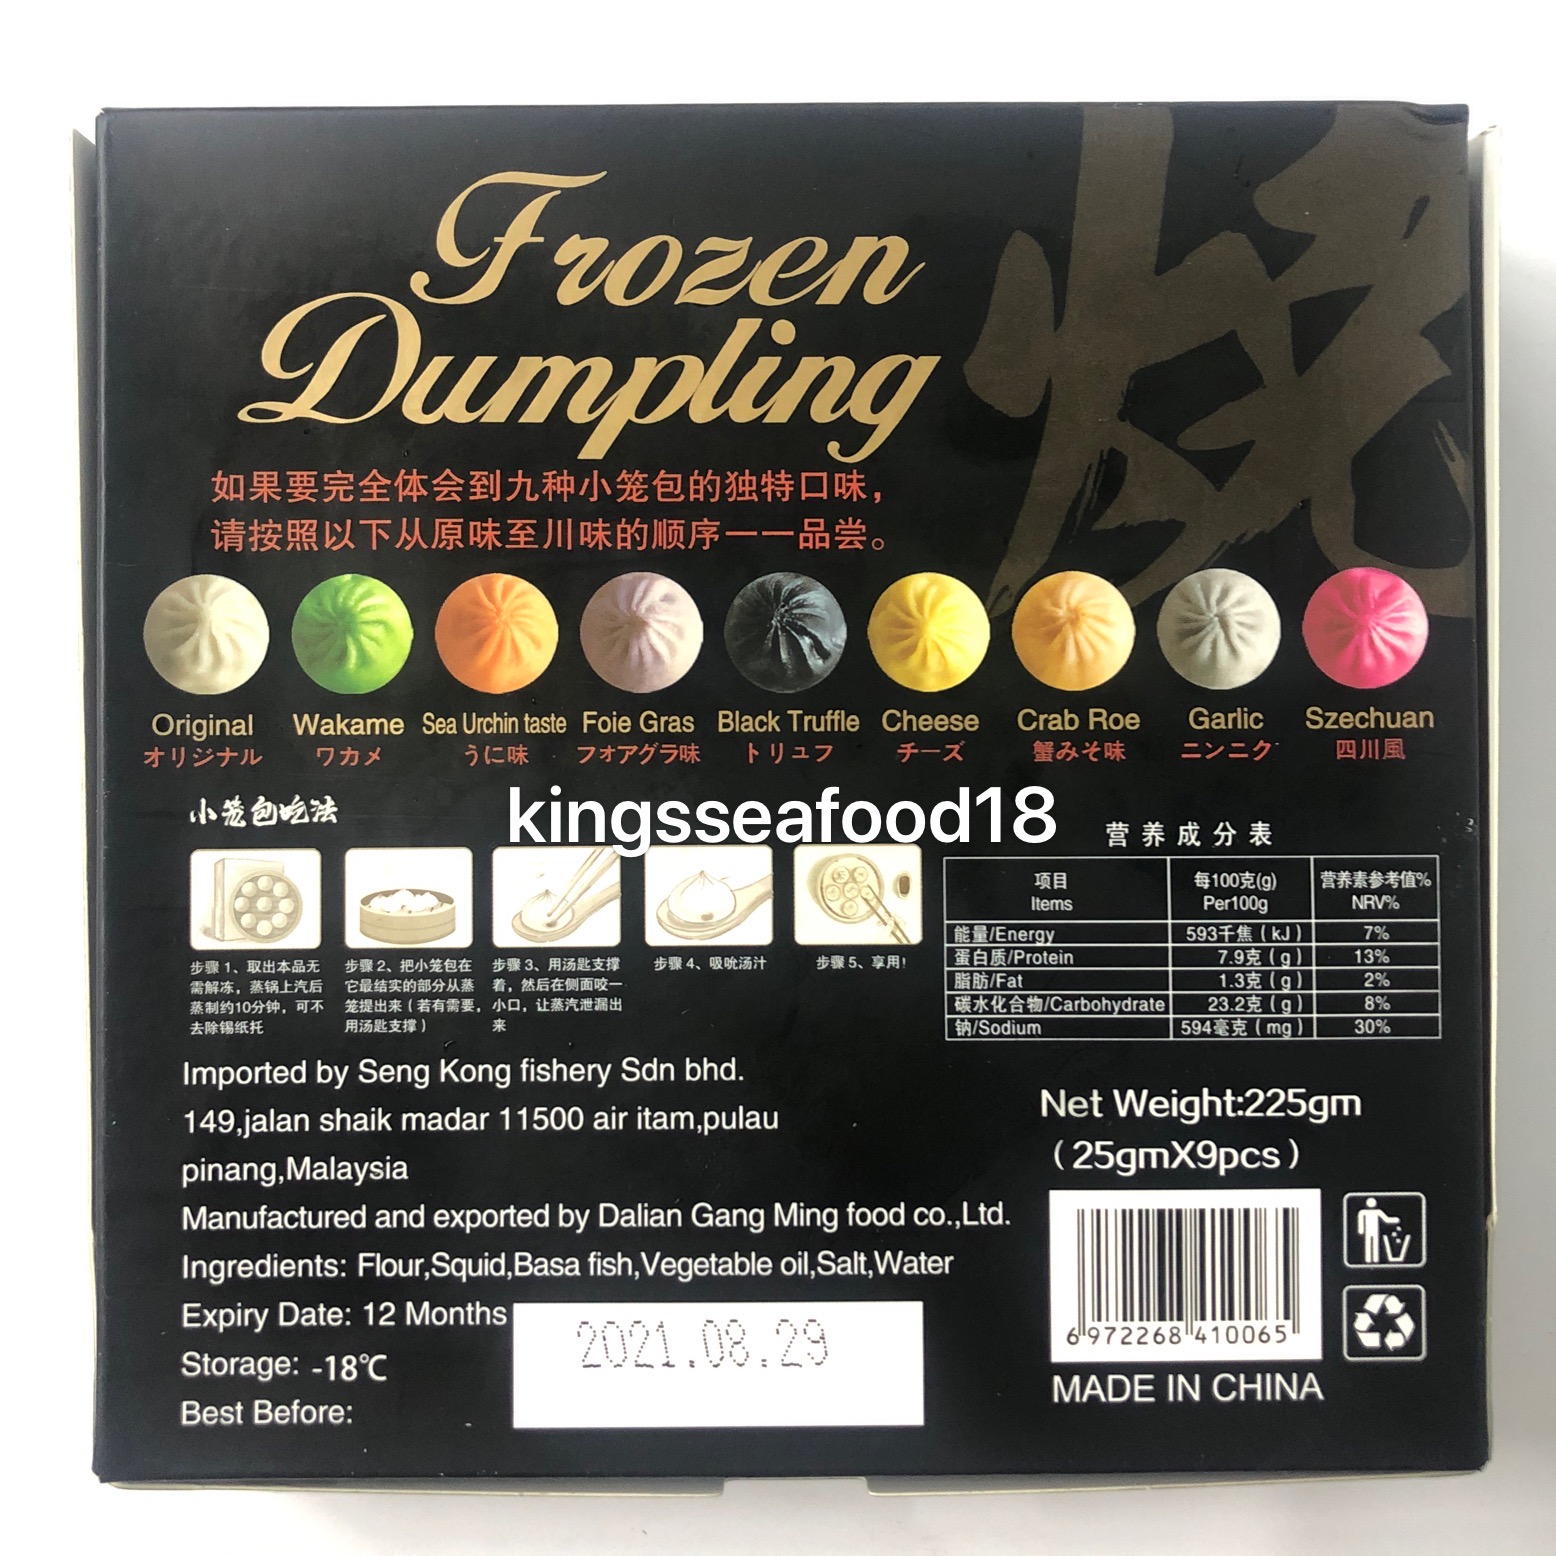 烧
Frozen
Dumpling
如果要完全体会到九种小笼包的独特口味，
请按照以下从原味至川味的顺序一一品尝。
Original Wakame Sea Urchin taste Foie Gras Black Truffle Cheese Crab Roe Garlic Szechuan
オリジナル ワカメ うに味 フオアグラ味 トリュフ チーズ 蟹みそ味 ニンニク 四川風
小笼包吃法
kingsseafood18
步骤1、取出本品无
需解冻，蒸锅上汽后
蒸制约10分钟，可不
去除锡纸托
步骤2、把小笼包在
它最结实的部分从蒸
笼提出来（若有需要，
用汤匙支撑）
步骤3、用汤匙支撑
着，然后在侧面咬一
小口，让蒸汽泄漏出
来
步骤4、吸吮汤汁
步骤5、享用!
营养成分表
项目 每100克(g) 营养素参考值%
Items Per100g NRV%
能量/Energy 593千焦（kJ） 7%
蛋白质/Protein 7.9克（g） 13%
脂肪/Fat 1.3克（g） 2%
碳水化合物/Carbohydrate 23.2克（g） 8%
钠/Sodium 594毫克（mg） 30%
Imported by Seng Kong fishery Sdn bhd.
149,jalan shaik madar 11500 air itam,pulau
pinang,Malaysia
Manufactured and exported by Dalian Gang Ming food co.,Ltd.
Ingredients: Flour,Squid,Basa fish,Vegetable oil,Salt,Water
Expiry Date: 12 Months
Storage: -18℃
Best Before:
2021.08.29
Net Weight:225gm
（25gmX9pcs）
6 972268 410065
MADE IN CHINA